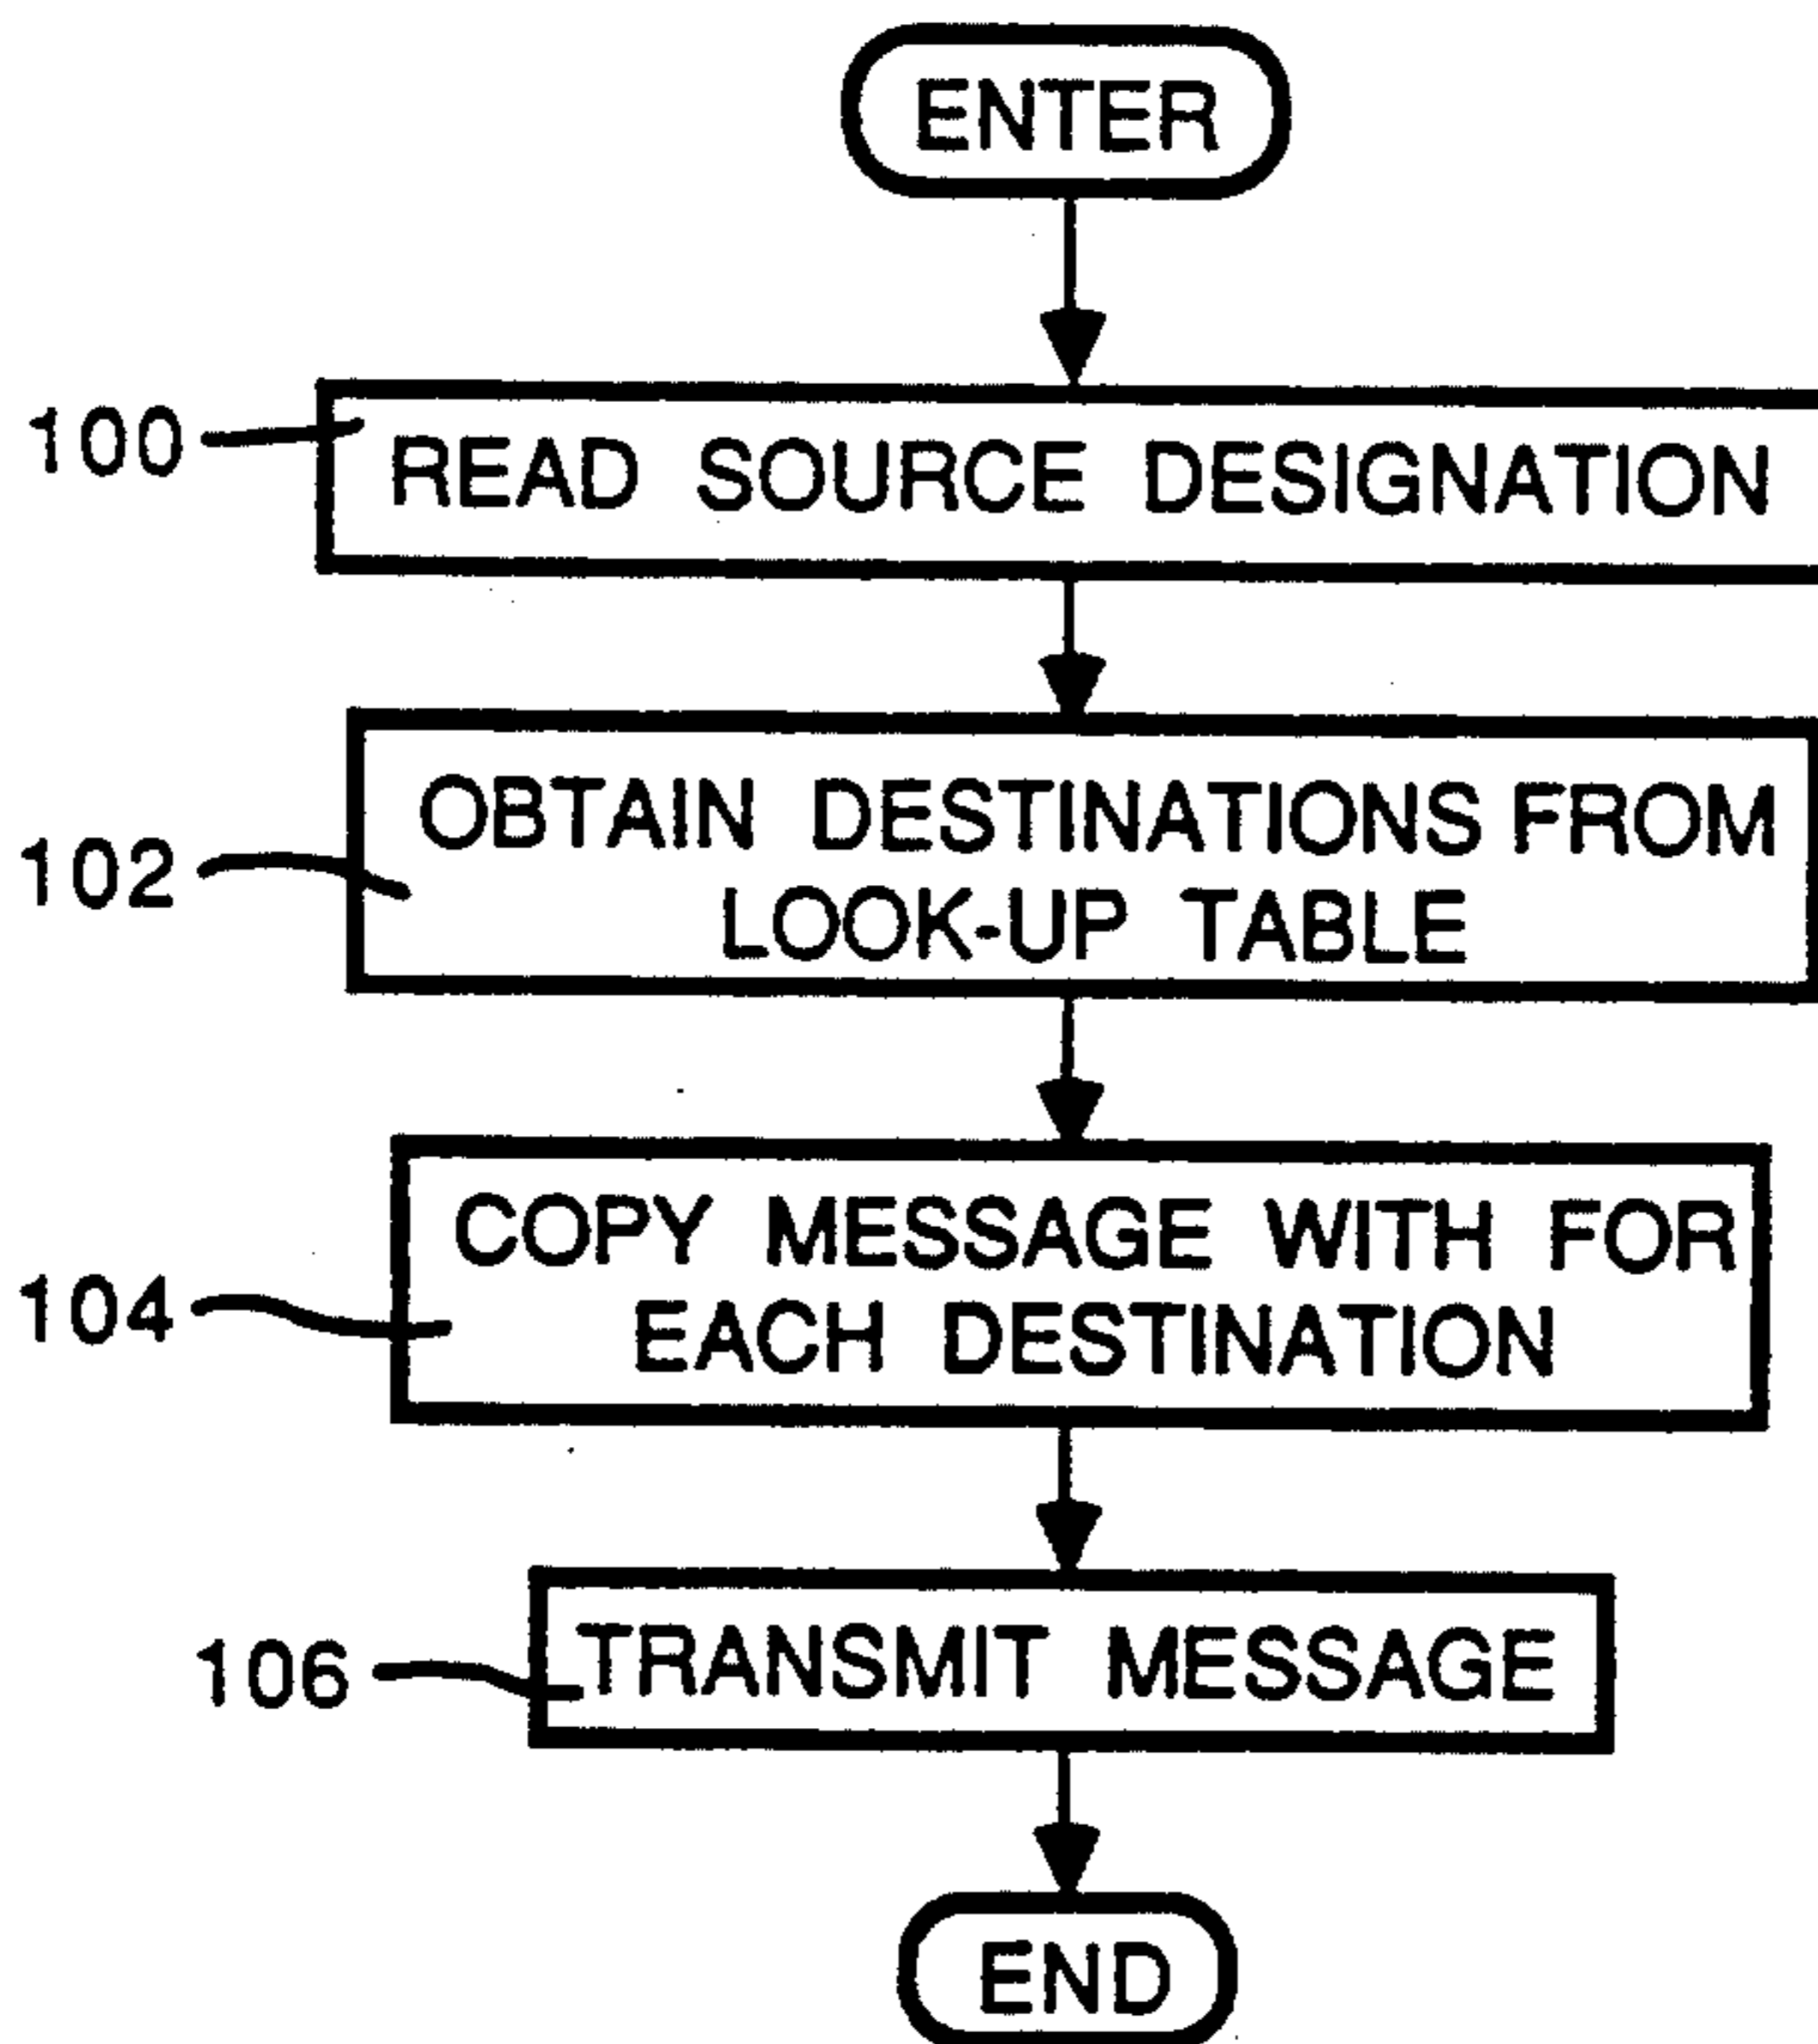 ENTER
100
READ SOURCE DESIGNATION
102
OBTAIN DESTINATIONS FROM
LOOK-UP TABLE
104
COPY MESSAGE WITH FOR
EACH DESTINATION
106
TRANSMIT MESSAGE
END